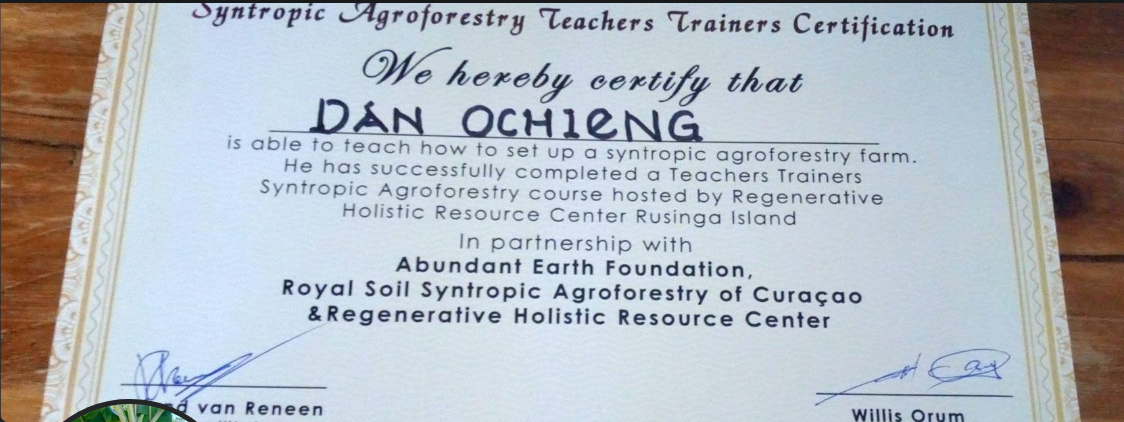 Syntropic Agroforestry Teachers Trainers Certification
We hereby certify that
DAN OCHIENG
is able to teach how to set up a syntropic agroforestry farm.
He has successfully completed a Teachers Trainers
Syntropic Agroforestry course hosted by Regenerative
Holistic Resource Center Rusinga Island
In partnership with
Abundant Earth Foundation,
Royal Soil Syntropic Agroforestry of Curaçao
&Regenerative Holistic Resource Center
van Reneen
Willis Orum